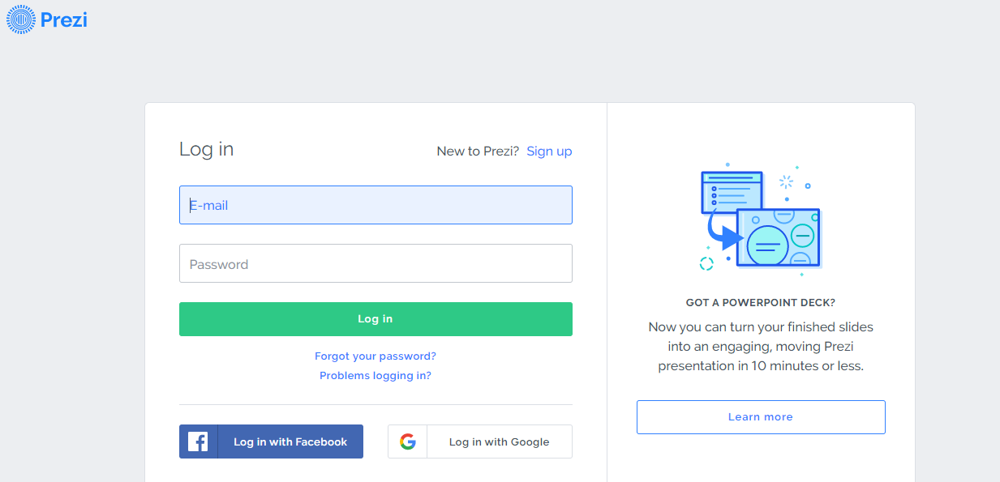 Prezi
Log in
New to Prezi? Sign up
E-mail
Password
Log in
Forgot your password?
Problems logging in?
Log in with Facebook
Log in with Google
GOT A POWERPOINT DECK?
Now you can turn your finished slides
into an engaging, moving Prezi
presentation in 10 minutes or less.
Learn more